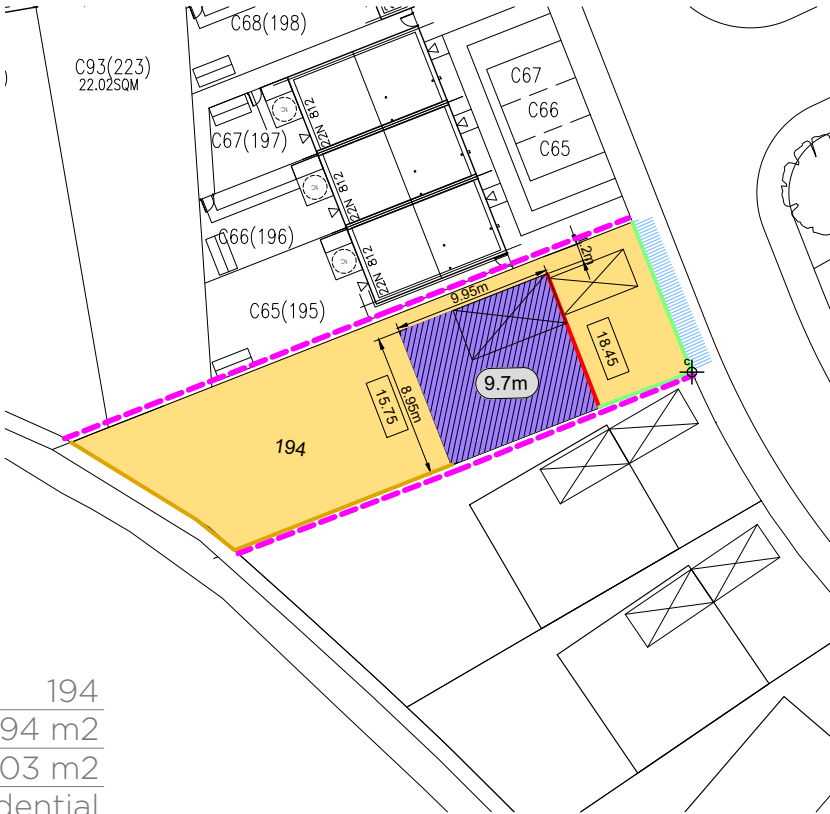 C68(198)
C93(223)
22.02SQM
)
C67
C66
C65
C67(197)
22N 812
C66(196)
22N 812
C65(195)
22N 812
.2m
9.95m
18.45
c
9.7m
15.75
8.95m
194
194
94 m2
03 m2
dential